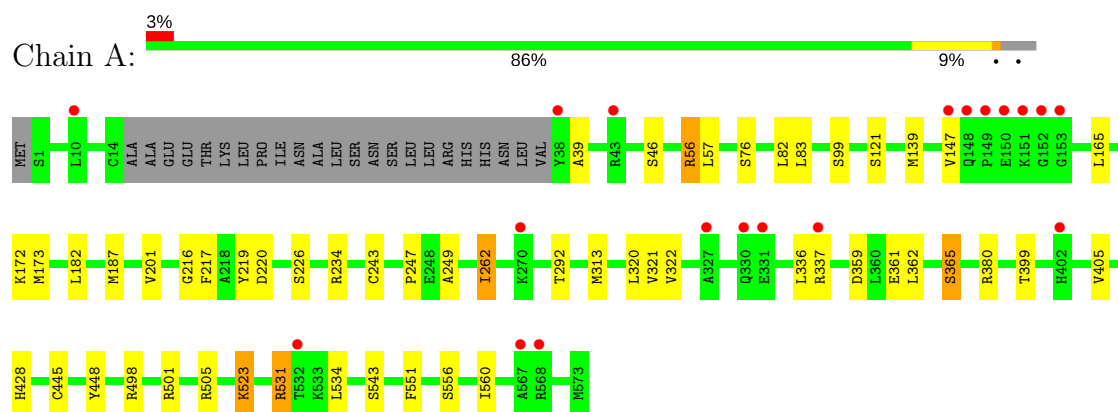 3%
Chain A:
86% 9% • •
MET S1 L10 C14 ALA ALA GLU GLU THR LYS LEU PRO ILE ASN ALA LEU SER ASN SER LEU LEU ARG HIS HIS ASN LEU VAL Y38 A39 R43 S46 R56 L57 S76 L82 L83 S99 S121 M139 V147 Q148 P149 E150 K151 G152 G153 L165
K172 M173 L182 M187 V201 G216 F217 A218 Y219 D220 S226 R234 C243 P247 E248 A249 I262 K270 T292 M313 L320 V321 V322 A327 Q330 E331 L336 R337 D359 L360 E361 L362 S365 R380 T399 H402 V405
H428 C445 Y448 R498 R501 R505 K523 R531 T532 K533 L534 S543 F551 S556 I560 A567 R568 M573